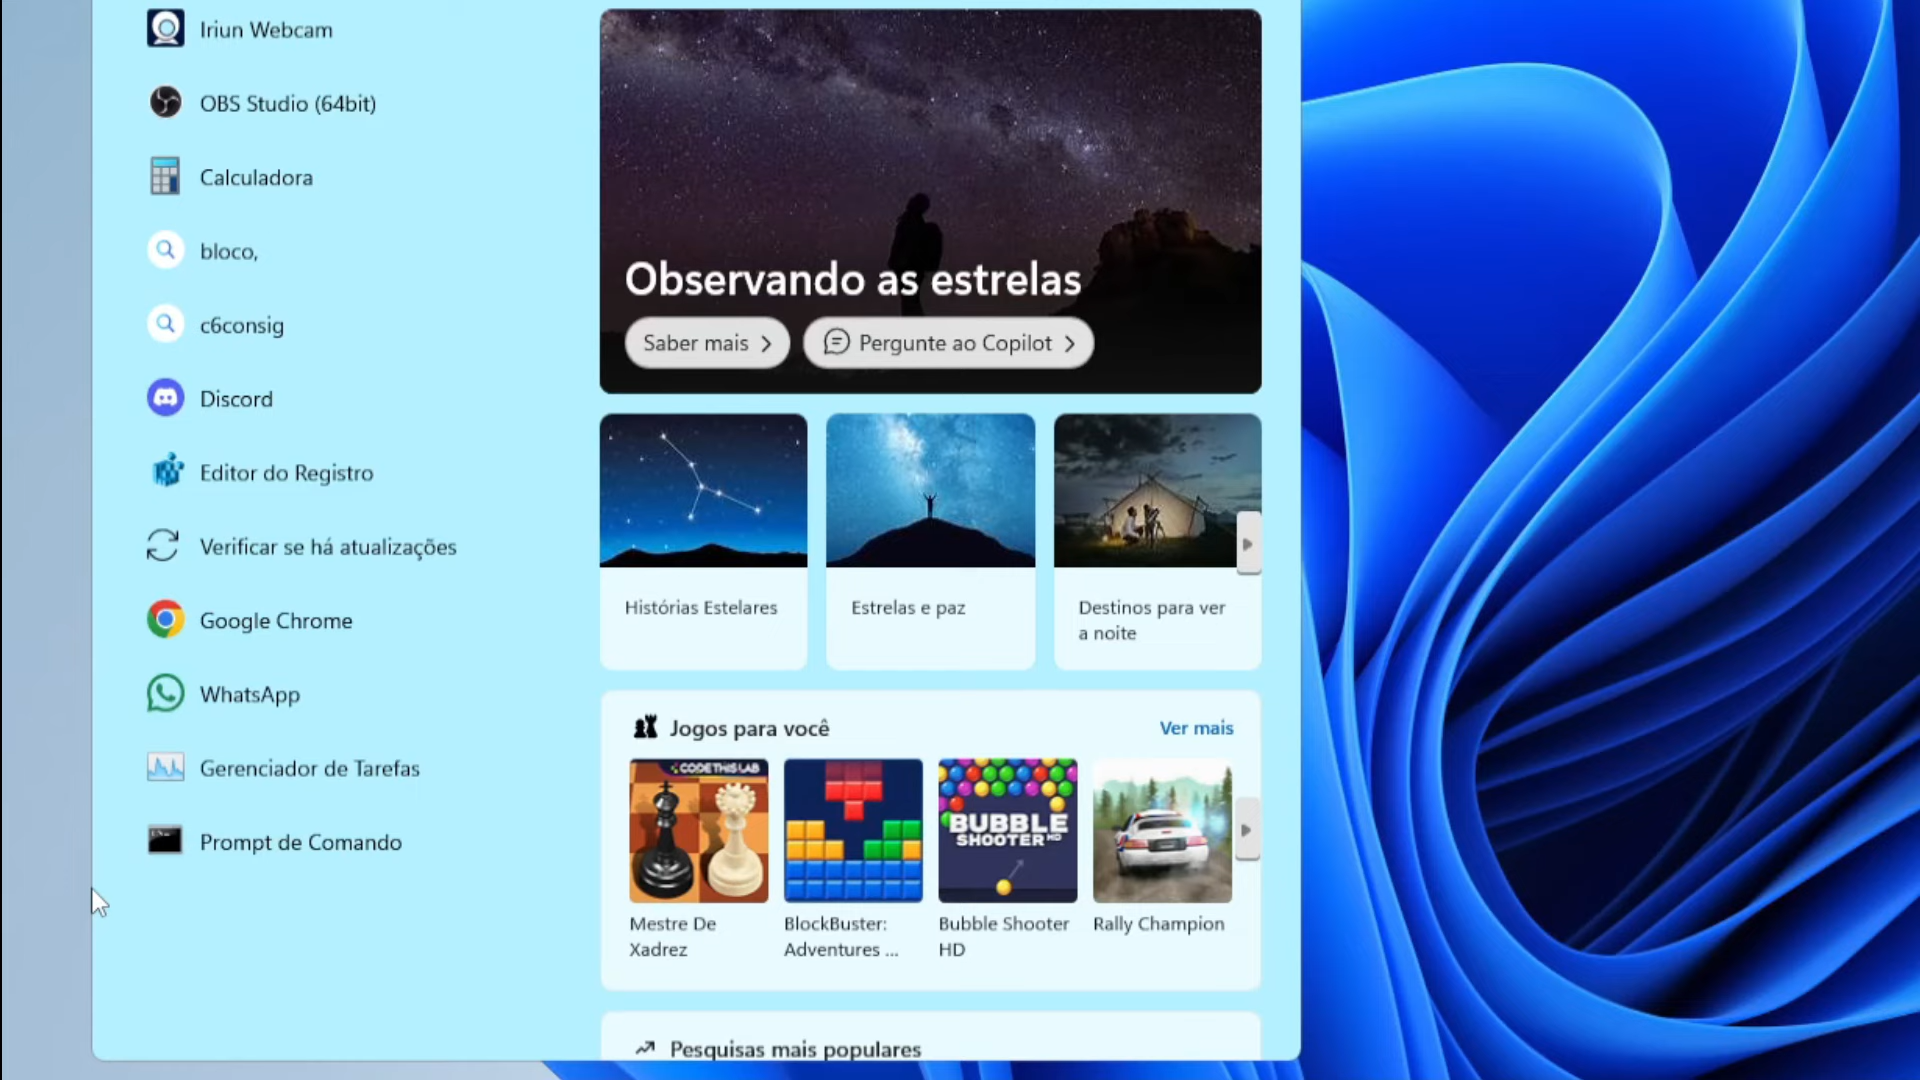 Iriun Webcam
OBS Studio (64bit)
Calculadora
bloco,
c6consig
Discord
Editor do Registro
Verificar se há atualizações
Google Chrome
WhatsApp
Gerenciador de Tarefas
Prompt de Comando
Observando as estrelas
Saber mais
Pergunte ao Copilot
Histórias Estelares
Estrelas e paz
Destinos para ver
a noite
Jogos para você
Ver mais
CODETHISLAB
BUBBLE
SHOOTER HD
Mestre De
Xadrez
BlockBuster:
Adventures ...
Bubble Shooter
HD
Rally Champion
Pesquisas mais populares